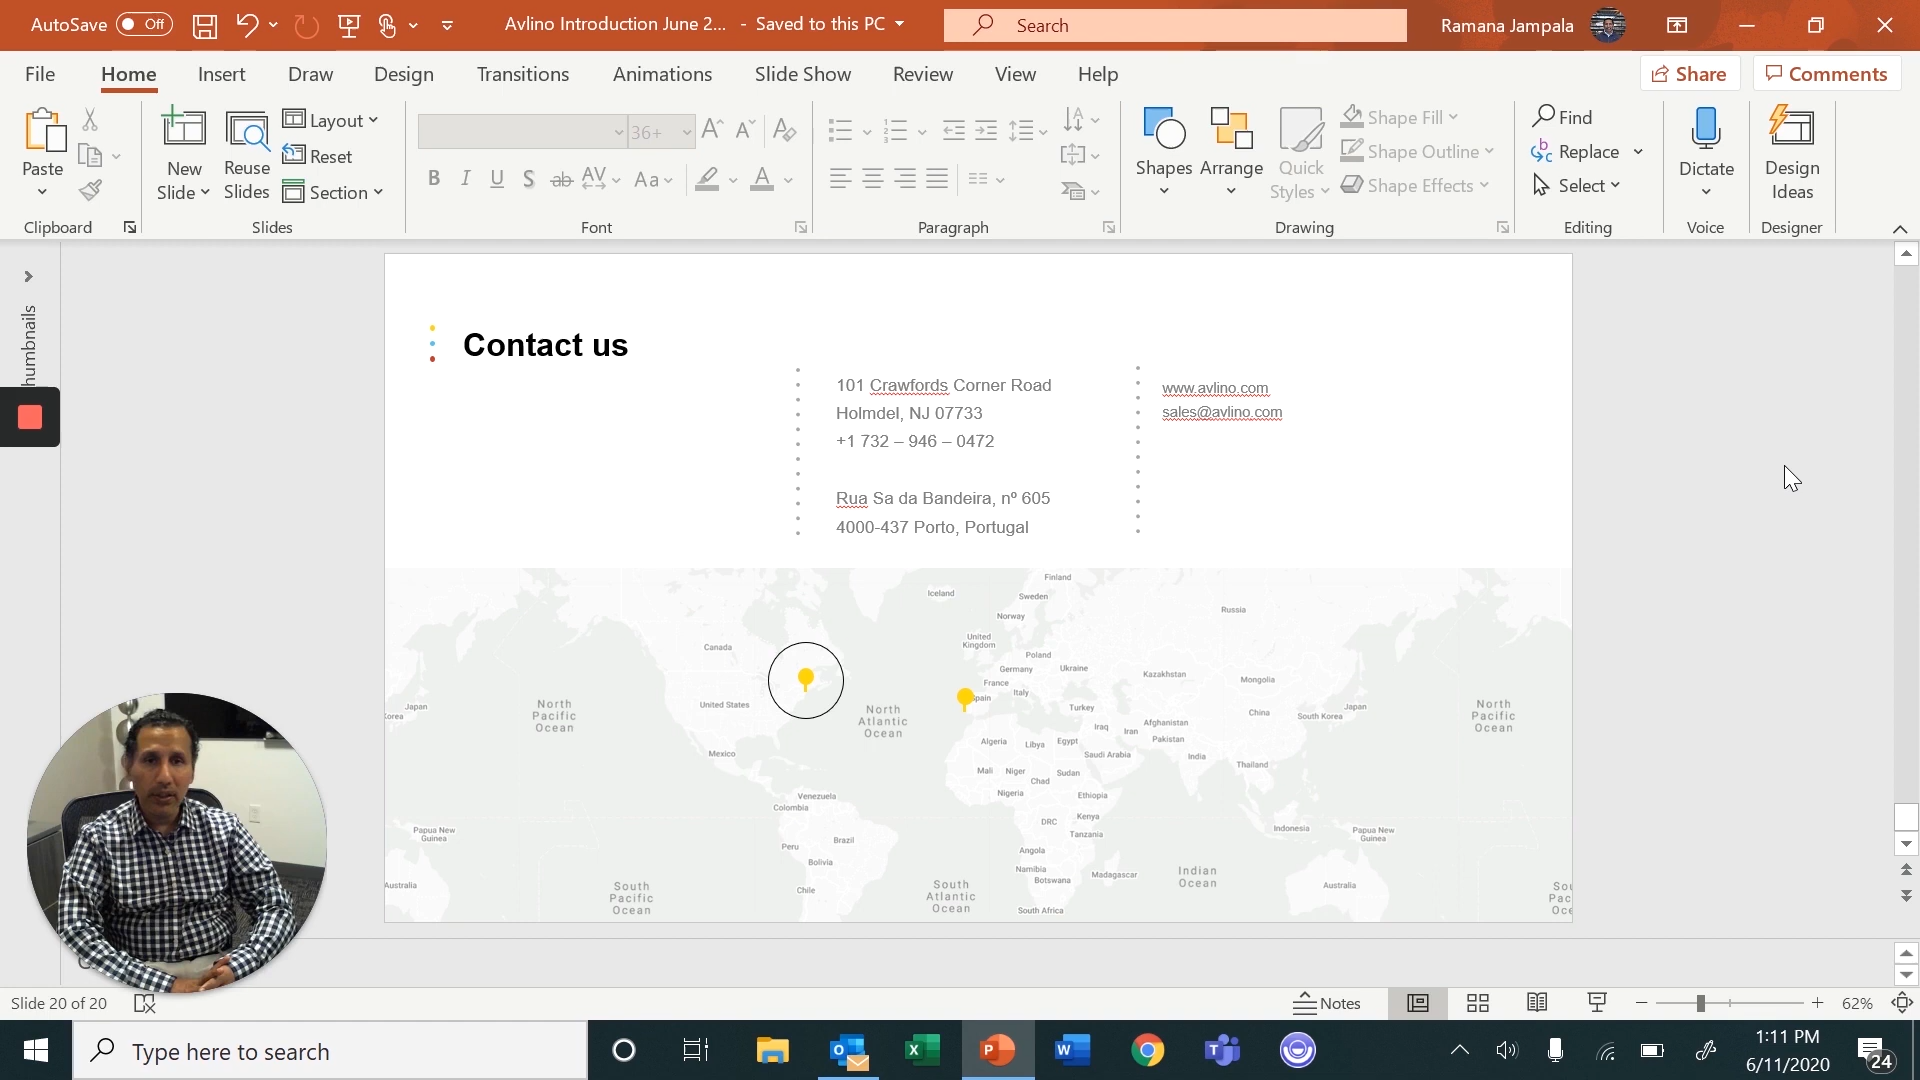 AutoSave Off
Avlino Introduction June 2... - Saved to this PC
Search
Ramana Jampala
File Home Insert Draw Design Transitions Animations Slide Show Review View Help
Share Comments
Paste
New Slide
Reuse Slides
Layout
Reset
Section
36+
B I U S ab AV Aa A
Shapes
Arrange
Quick Styles
Shape Fill
Shape Outline
Shape Effects
Find
Replace
Select
Dictate
Design Ideas
Clipboard Slides Font Paragraph Drawing Editing Voice Designer
humbnails
Contact us
101 Crawfords Corner Road
Holmdel, NJ 07733
+1 732 – 946 – 0472
Rua Sa da Bandeira, nº 605
4000-437 Porto, Portugal
www.avlino.com
sales@avlino.com
Finland
Iceland
Sweden
Russia
Norway
United Kingdom
Canada
Poland
Germany
Ukraine
Kazakhstan
Mongolia
France
Italy
Spain
United States
North Pacific Ocean
North Atlantic Ocean
Turkey
China
South Korea
Japan
North Pacific Ocean
Korea
Japan
Iraq
Iran
Afghanistan
Pakistan
Algeria
Libya
Egypt
Saudi Arabia
India
Mexico
Thailand
Mali
Niger
Chad
Sudan
Nigeria
Ethiopia
Venezuela
Colombia
DRC
Kenya
Tanzania
Indonesia
Papua New Guinea
Papua New Guinea
Brazil
Peru
Bolivia
Angola
Namibia
Botswana
Madagascar
Indian Ocean
Australia
Australia
Chile
South Pacific Ocean
South Atlantic Ocean
South Africa
Sou
Pac
Oce
Slide 20 of 20
Notes
62%
Type here to search
1:11 PM
6/11/2020
24